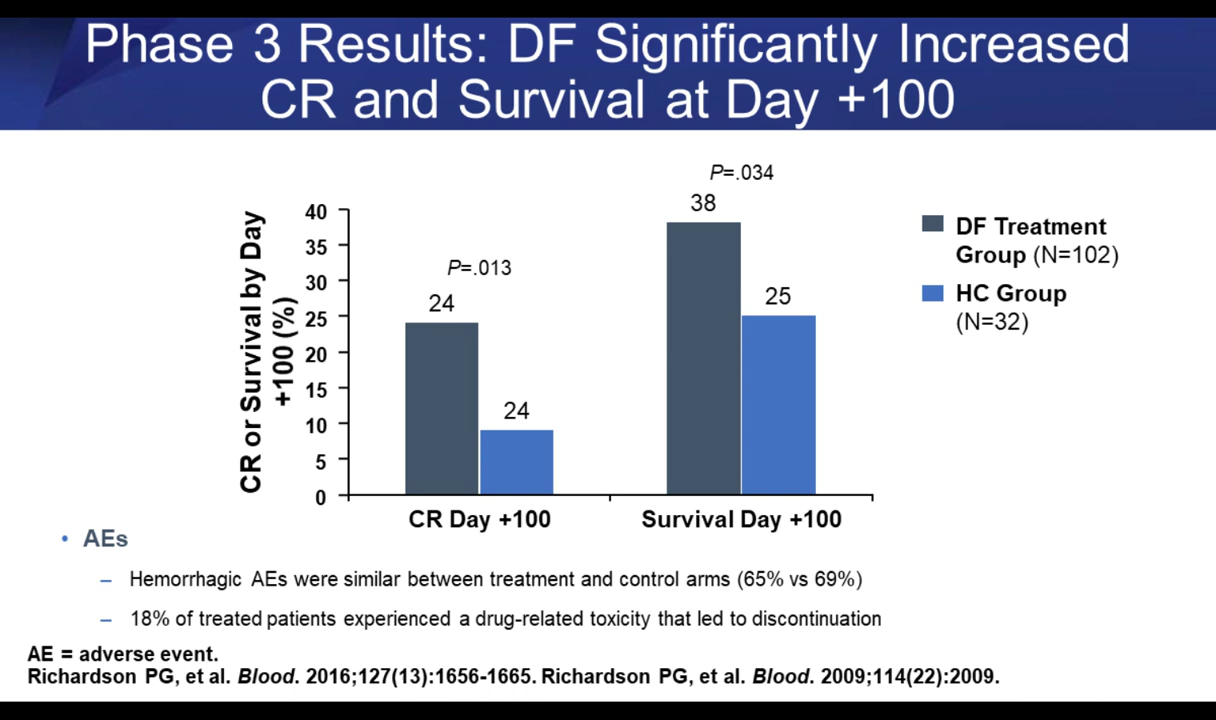 Phase 3 Results: DF Significantly Increased
CR and Survival at Day +100
CR or Survival by Day
+100 (%)
40
35
30
25
20
15
10
5
0
P=.013
24
24
P=.034
38
25
CR Day +100
Survival Day +100
DF Treatment
Group (N=102)
HC Group
(N=32)
• AEs
– Hemorrhagic AEs were similar between treatment and control arms (65% vs 69%)
– 18% of treated patients experienced a drug-related toxicity that led to discontinuation
AE = adverse event.
Richardson PG, et al. Blood. 2016;127(13):1656-1665. Richardson PG, et al. Blood. 2009;114(22):2009.